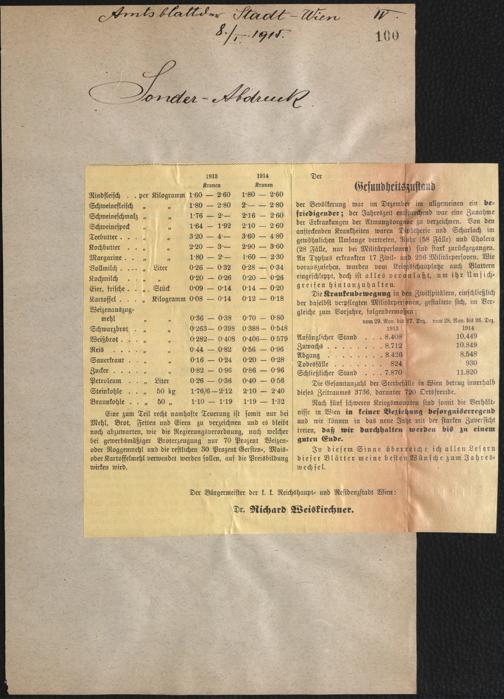 Amtsblatt der Stadt-Wien IV.
8./I. 1915.
100
Sonder-Abdruck
1913 1914
Kronen Kronen
Rindfleisch . . per Kilogramm 1·60 — 2·60 1·80 — 2·60
Schweinefleisch „ „ 1·80 — 2·80 2·— — 2·80
Schweineschmalz „ „ 1·76 — 2·— 2·16 — 2·60
Schweinespeck „ „ 1·64 — 1·92 2·10 — 2·60
Teebutter . . . „ „ 3·20 — 4·— 3·60 — 4·80
Kochbutter . . „ „ 2·20 — 3·— 2·90 — 3·60
Margarine . . . „ „ 1·80 — 2·— 1·60 — 2·30
Vollmilch . . . „ Liter 0·26 — 0·32 0·28 — 0·34
Kuhmilch . . . „ „ 0·20 — 0·26 0·20 — 0·26
Eier, frische . . „ Stück 0·09 — 0·14 0·14 — 0·20
Kartoffel . . . „ Kilogramm 0·08 — 0·14 0·12 — 0·18
Weizenauszug-
mehl „ „ 0·36 — 0·38 0·70 — 0·80
Schwarzbrot . . „ „ 0·263 — 0·398 0·388 — 0·548
Weißbrot . . . „ „ 0·282 — 0·408 0·406 — 0·579
Reis . . . . „ „ 0·44 — 0·82 0·56 — 0·96
Sauerkraut . . „ „ 0·16 — 0·24 0·20 — 0·28
Zucker . . . „ „ 0·82 — 0·96 0·86 — 0·96
Petroleum . . „ Liter 0·26 — 0·36 0·40 — 0·56
Steinkohle . . „ 50 kg 1·76/6 — 2·12 2·10 — 2·40
Braunkohle . . „ 50 „ 1·10 — 1·19 1·19 — 1·32
Eine zum Teil recht namhafte Teuerung ist somit nur bei
Mehl, Brot, Fetten und Eiern zu verzeichnen und es bleibt
noch abzuwarten, wie die Regierungsverordnung, nach welcher
bei gewerbsmäßiger Broterzeugung nur 70 Prozent Weizen-
oder Roggenmehl und die restlichen 30 Prozent Gersten-, Mais-
oder Kartoffelmehl verwendet werden sollen, auf die Preisbildung
wirken wird.
Der
Gesundheitszustand
der Bevölkerung war im Dezember im allgemeinen ein be-
friedigender; der Jahreszeit entsprechend war eine Zunahme
der Erkrankungen der Atmungsorgane zu verzeichnen. Von den
ansteckenden Krankheiten waren Diphtherie und Scharlach im
gewöhnlichen Umfange vertreten, Ruhr (58 Fälle) und Cholera
(28 Fälle, nur bei Militärpersonen) sind stark zurückgegangen.
An Typhus erkrankten 17 Zivil- und 256 Militärpersonen. Wie
vorauszusehen, wurden vom Kriegsschauplatze auch Blattern
eingeschleppt, doch ist alles vorgekehrt, um ihr Umsich-
greifen hintanzuhalten.
Die Krankenbewegung in den Zivilspitälern, einschließlich
der daselbst verpflegten Militärpersonen, gestaltete sich, im Ver-
gleiche zum Vorjahre, folgendermaßen:
vom 29. Nov. bis 27. Dez. vom 28. Nov. bis 26. Dez.
1913 1914
Anfänglicher Stand . . . 8.408 10.449
Zuwachs . . . . . 8.712 10.849
Abgang . . . . . 8.426 8.548
Todesfälle . . . . . 824 930
Schließlicher Stand . . . 7.870 11.820
Die Gesamtanzahl der Sterbefälle in Wien betrug innerhalb
dieses Zeitraumes 3736, darunter 720 Ortsfremde.
Nach fünf schweren Kriegsmonaten sind somit die Verhält-
nisse in Wien in keiner Beziehung besorgniserregend und
wir können in das neue Jahr mit der starken Zuversicht
treten, daß wir durchhalten werden bis zu einem
guten Ende.
In diesem Sinne überreiche ich allen Lesern
dieser Blätter meine besten Wünsche zum Jahres-
wechsel.
Der Bürgermeister der k. k. Reichshaupt- und Residenzstadt Wien:
Dr. Richard Weiskirchner.